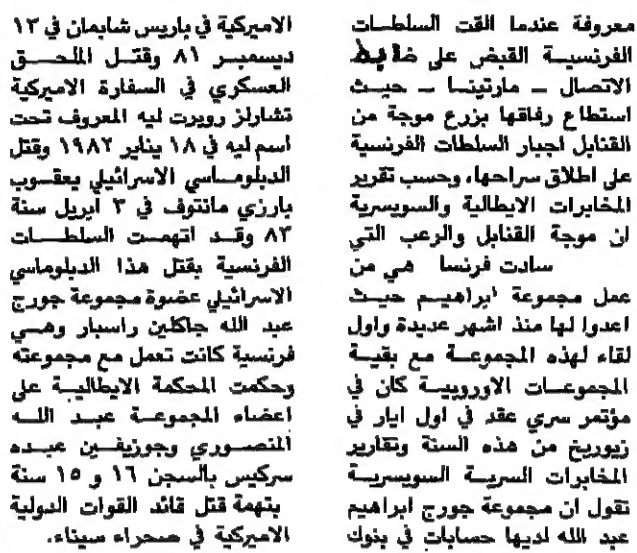 معروفة عندما القت السلطات
الفرنسية القبض على ضابط
الاتصال ــ مارتينا ــ حيث
استطاع رفاقها بزرع موجة من
القنابل اجبار السلطات الفرنسية
على اطلاق سراحها، وحسب تقرير
المخابرات الايطالية والسويسرية
ان موجة القنابل والرعب التي
سادت فرنسا هي من
عمل مجموعة ابراهيم حيث
اعدوا لها منذ اشهر عديدة واول
لقاء لهذه المجموعة مع بقية
المجموعات الاوروبية كان في
مؤتمر سري عقد في اول ايار في
زيوريخ من هذه السنة وتقارير
المخابرات السرية السويسرية
تقول ان مجموعة جورج ابراهيم
عبد الله لديها حسابات في بنوك
الاميركية في باريس شابمان في ١٣
ديسمبر ٨١ وقتل الملحق
العسكري في السفارة الاميركية
تشارلز روبرت ليه المعروف تحت
اسم ليه في ١٨ يناير ١٩٨٢ وقتل
الدبلوماسي الاسرائيلي يعقوب
بارزي مانتوف في ٣ ابريل سنة
٨٣ وقد اتهمت السلطات
الفرنسية بقتل هذا الدبلوماسي
الاسرائيلي عضوة مجموعة جورج
عبد الله جاكلين راسبار وهي
فرنسية كانت تعمل مع مجموعته
وحكمت المحكمة الايطالية على
اعضاء المجموعة عبد الله
المنصوري وجوزيفين عبده
سركيس بالسجن ١٦ و ١٥ سنة
بتهمة قتل قائد القوات الدولية
الاميركية في صحراء سيناء.